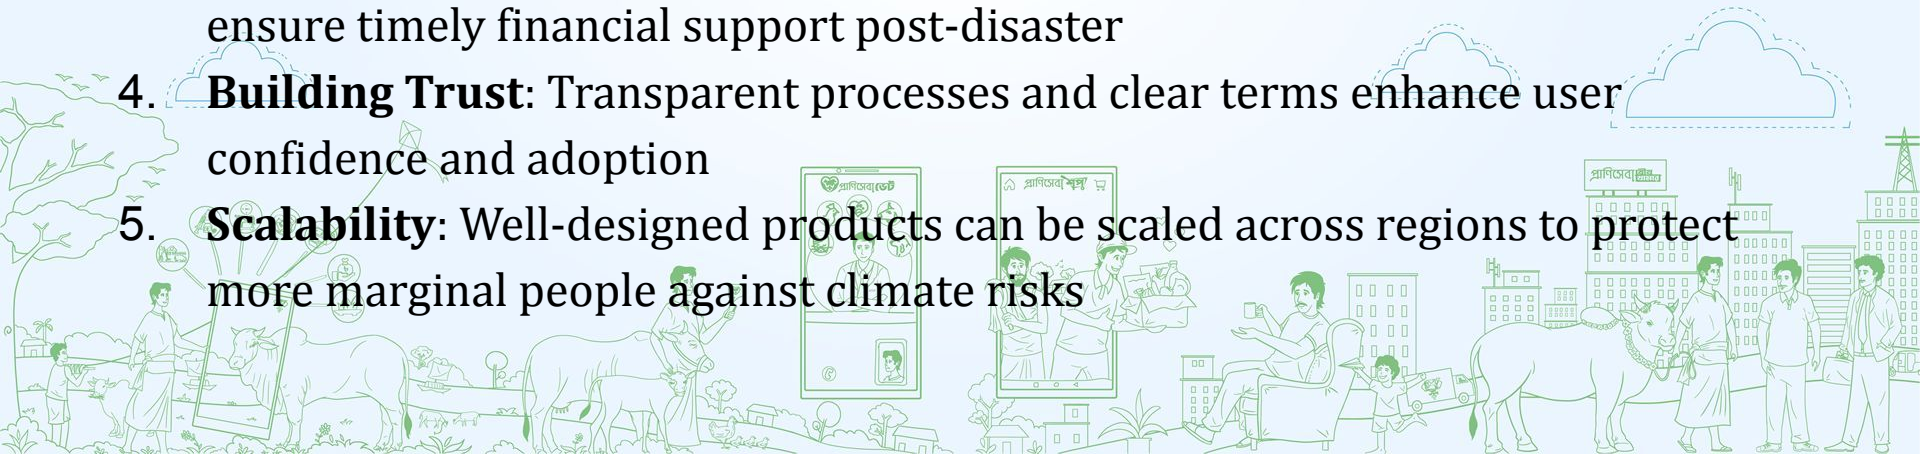 ensure timely financial support post-disaster
4. Building Trust: Transparent processes and clear terms enhance user
confidence and adoption
প্রাণিসেবা ভেট
প্রাণিসেবা শপ
প্রাণিসেবা
5. Scalability: Well-designed products can be scaled across regions to protect
more marginal people against climate risks